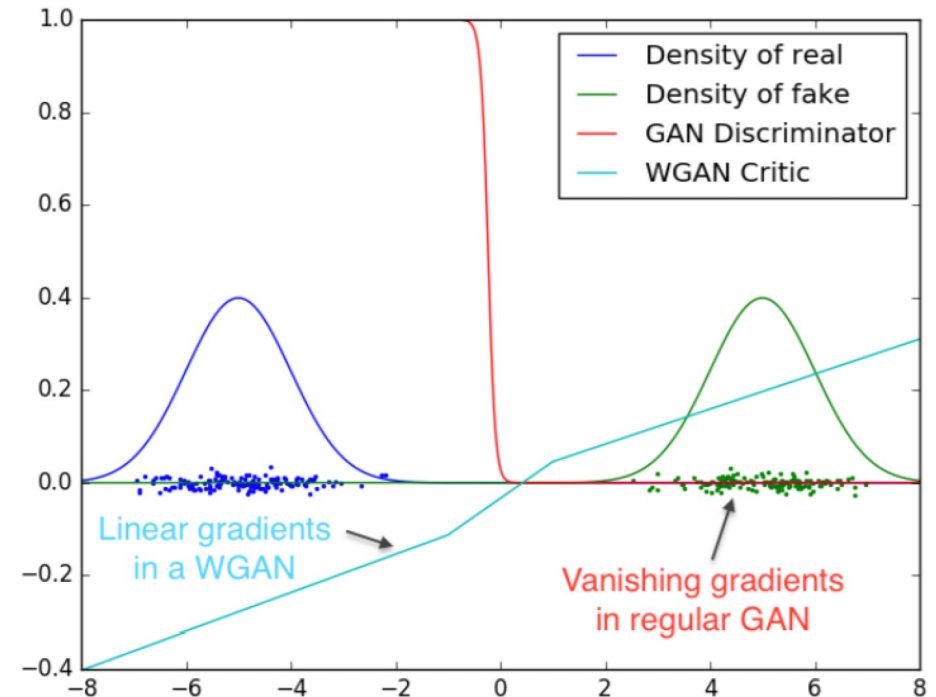 1.0
0.8
0.6
0.4
0.2
0.0
−0.2
−0.4
−8
−6
−4
−2
0
2
4
6
8
Density of real
Density of fake
GAN Discriminator
WGAN Critic
Linear gradients
in a WGAN
Vanishing gradients
in regular GAN